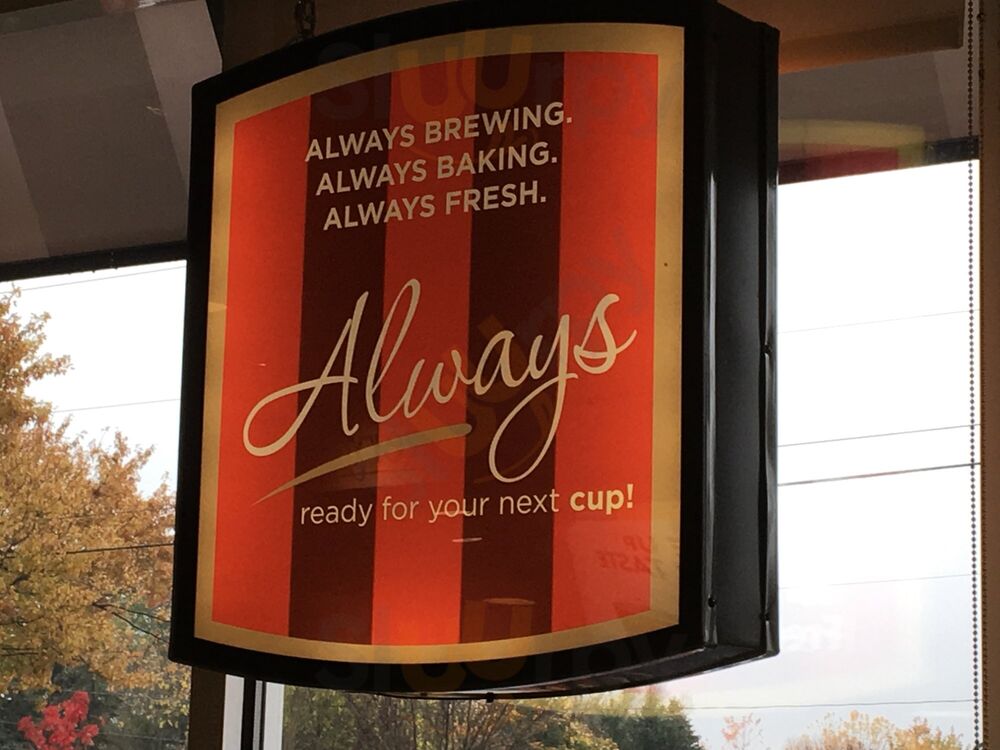 ALWAYS BREWING.
ALWAYS BAKING.
ALWAYS FRESH.
Always
ready for your next cup!